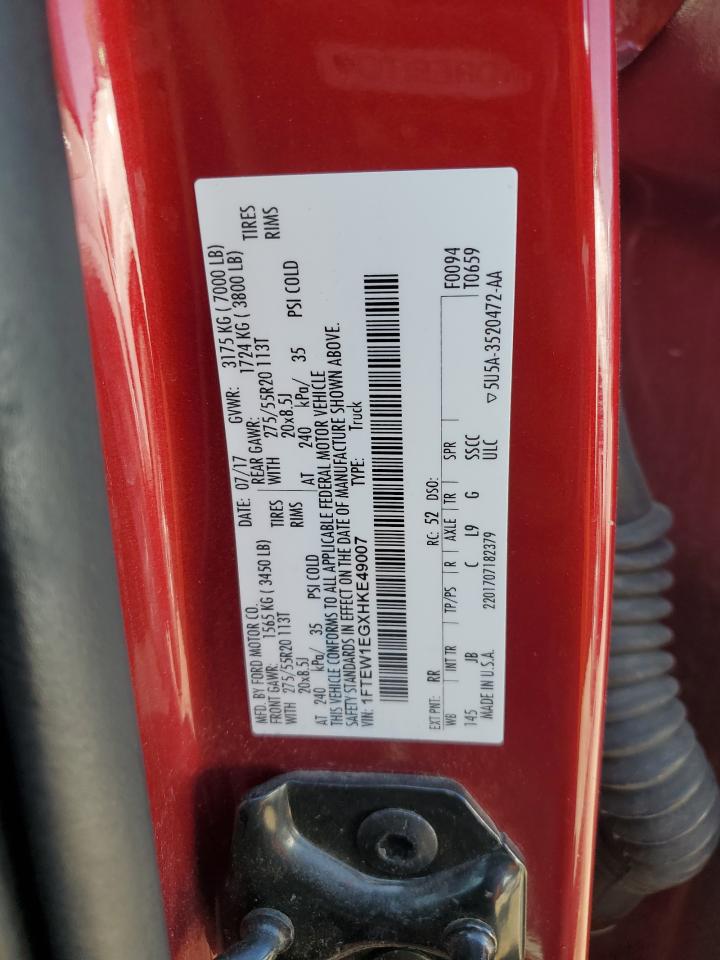 MFD. BY FORD MOTOR CO.
DATE: 07/17 GVWR: 3175 KG ( 7000 LB)
FRONT GAWR: 1565 KG ( 3450 LB) REAR GAWR: 1724 KG ( 3800 LB)
WITH 275/55R20 113T TIRES WITH 275/55R20 113T TIRES
20x8.5J RIMS 20x8.5J RIMS
AT 240 kPa/ 35 PSI COLD AT 240 kPa/ 35 PSI COLD
THIS VEHICLE CONFORMS TO ALL APPLICABLE FEDERAL MOTOR VEHICLE
SAFETY STANDARDS IN EFFECT ON THE DATE OF MANUFACTURE SHOWN ABOVE.
VIN: 1FTEW1EGXHKE49007 TYPE: Truck
EXT PNT: RR RC: 52 DSO: F0094
WB INT TR TP/PS R AXLE TR SPR T0659
145 JB C L9 G SSCC
MADE IN U.S.A. 2201707182379 ULC ▽5U5A-3520472-AA